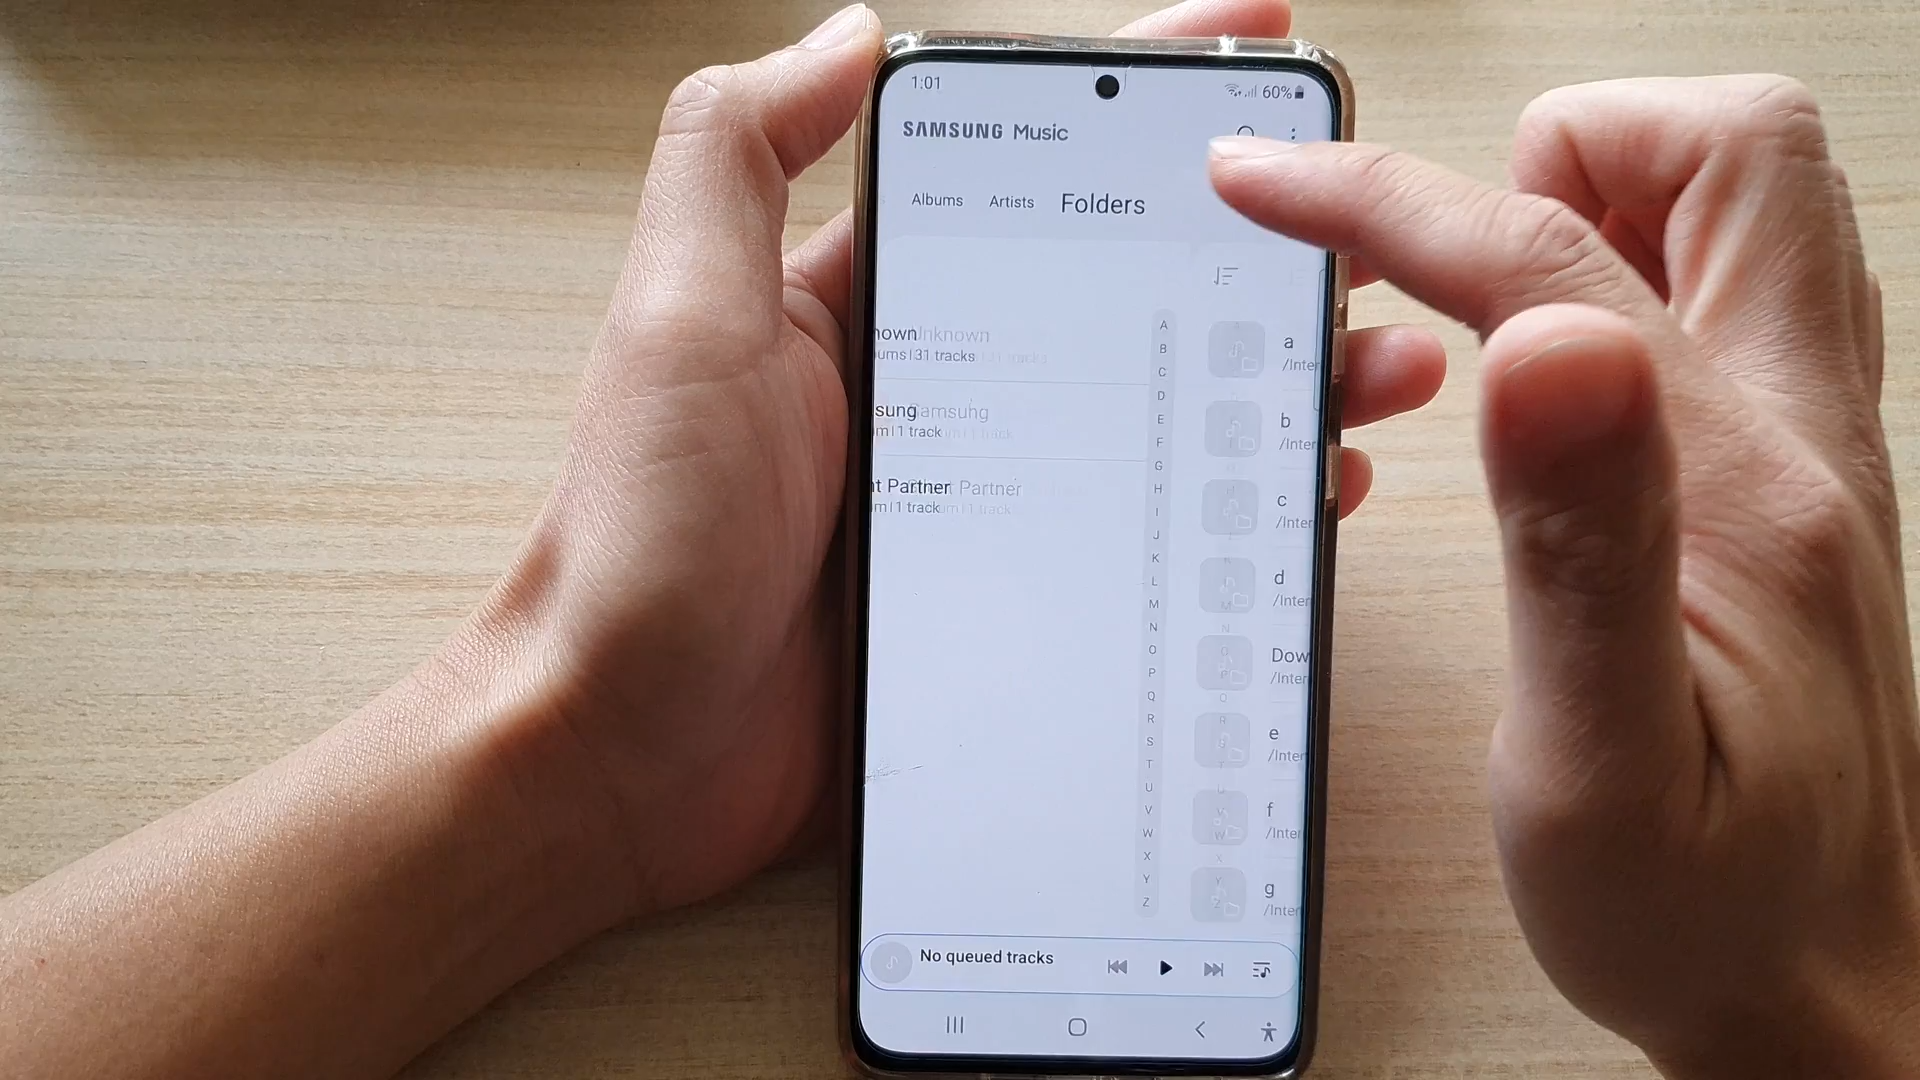 1:01 60%
SAMSUNG Music
Albums Artists Folders
Unknown
31 tracks
Samsung
1 track
Partner
1 track
A
B
C
D
E
F
G
H
I
J
K
L
M
N
O
P
Q
R
S
T
U
V
W
X
Y
Z
a
/Inter
b
/Inter
c
/Inter
d
/Inter
Dow
/Inter
e
/Inter
f
/Inter
g
/Inter
No queued tracks